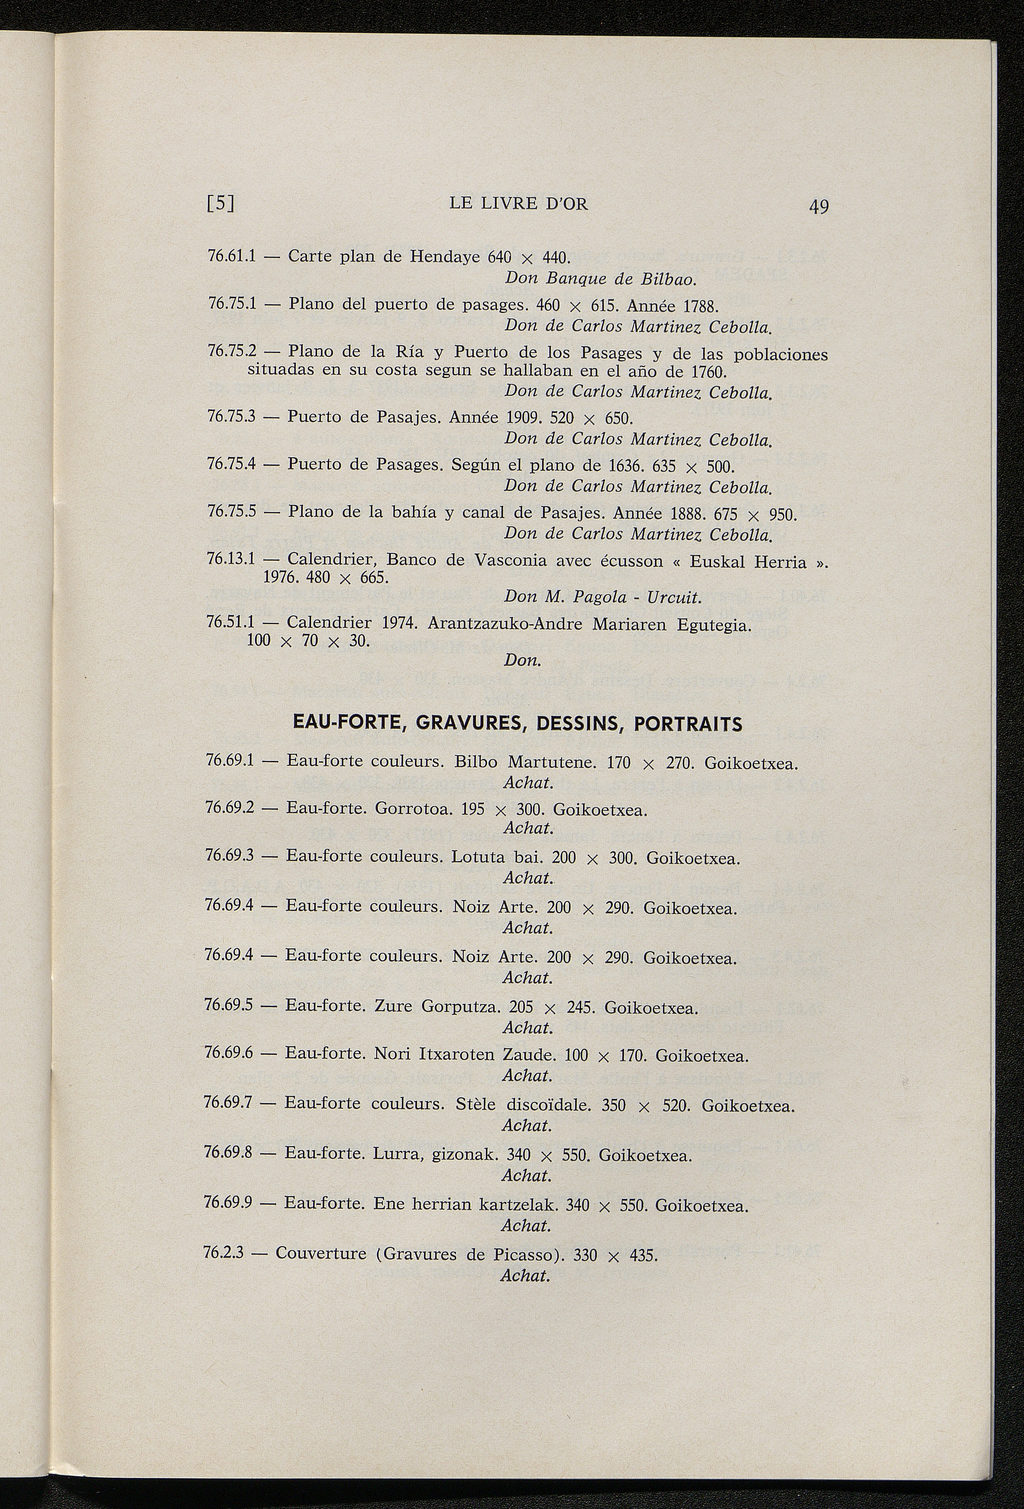 [5] LE LIVRE D'OR 49
76.61.1 — Carte plan de Hendaye 640 × 440.
Don Banque de Bilbao.
76.75.1 — Plano del puerto de pasages. 460 × 615. Année 1788.
Don de Carlos Martinez Cebolla.
76.75.2 — Plano de la Ría y Puerto de los Pasages y de las poblaciones
situadas en su costa segun se hallaban en el año de 1760.
Don de Carlos Martinez Cebolla.
76.75.3 — Puerto de Pasajes. Année 1909. 520 × 650.
Don de Carlos Martinez Cebolla.
76.75.4 — Puerto de Pasages. Según el plano de 1636. 635 × 500.
Don de Carlos Martinez Cebolla.
76.75.5 — Plano de la bahía y canal de Pasajes. Année 1888. 675 × 950.
Don de Carlos Martinez Cebolla.
76.13.1 — Calendrier, Banco de Vasconia avec écusson « Euskal Herria ».
1976. 480 × 665.
Don M. Pagola - Urcuit.
76.51.1 — Calendrier 1974. Arantzazuko-Andre Mariaren Egutegia.
100 × 70 × 30.
Don.
EAU-FORTE, GRAVURES, DESSINS, PORTRAITS
76.69.1 — Eau-forte couleurs. Bilbo Martutene. 170 × 270. Goikoetxea.
Achat.
76.69.2 — Eau-forte. Gorrotoa. 195 × 300. Goikoetxea.
Achat.
76.69.3 — Eau-forte couleurs. Lotuta bai. 200 × 300. Goikoetxea.
Achat.
76.69.4 — Eau-forte couleurs. Noiz Arte. 200 × 290. Goikoetxea.
Achat.
76.69.4 — Eau-forte couleurs. Noiz Arte. 200 × 290. Goikoetxea.
Achat.
76.69.5 — Eau-forte. Zure Gorputza. 205 × 245. Goikoetxea.
Achat.
76.69.6 — Eau-forte. Nori Itxaroten Zaude. 100 × 170. Goikoetxea.
Achat.
76.69.7 — Eau-forte couleurs. Stèle discoïdale. 350 × 520. Goikoetxea.
Achat.
76.69.8 — Eau-forte. Lurra, gizonak. 340 × 550. Goikoetxea.
Achat.
76.69.9 — Eau-forte. Ene herrian kartzelak. 340 × 550. Goikoetxea.
Achat.
76.2.3 — Couverture (Gravures de Picasso). 330 × 435.
Achat.